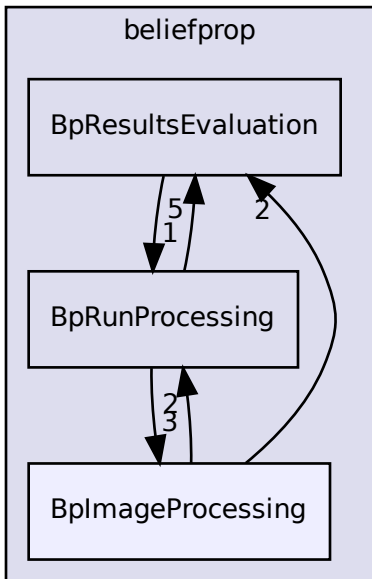 beliefprop
BpResultsEvaluation
5
2
1
BpRunProcessing
2
3
BpImageProcessing